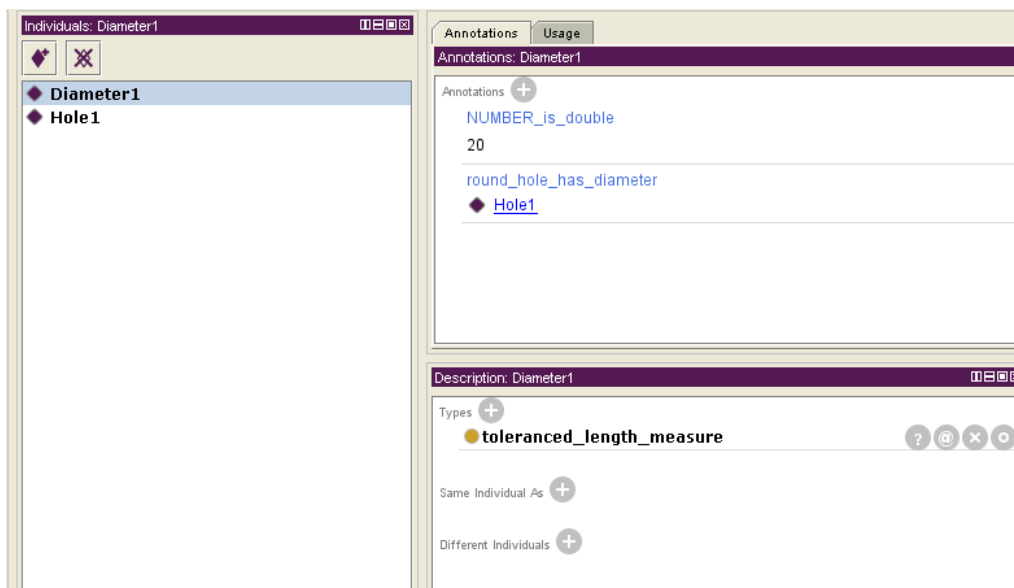 Individuals: Diameter1
Diameter1
Hole1
Annotations
Usage
Annotations: Diameter1
Annotations
NUMBER_is_double
20
round_hole_has_diameter
Hole1
Description: Diameter1
Types
toleranced_length_measure
Same Individual As
Different Individuals